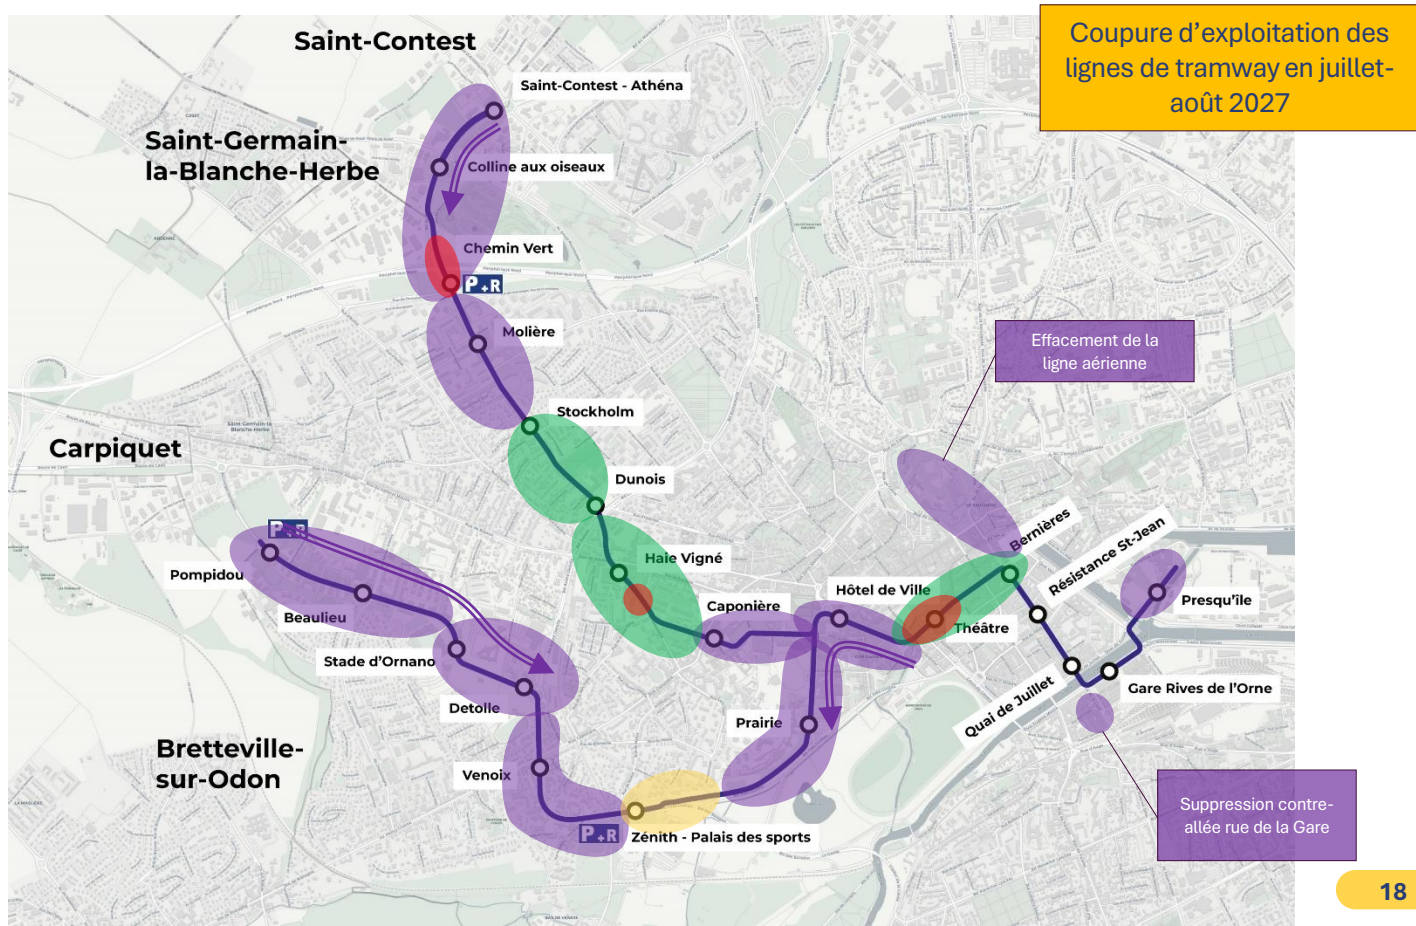 Coupure d’exploitation des
lignes de tramway en juillet-
août 2027
Saint-Contest
Saint-Contest - Athéna
Saint-Germain-
la-Blanche-Herbe
Colline aux oiseaux
Chemin Vert
P+R
Molière
Effacement de la
ligne aérienne
Stockholm
Carpiquet
Dunois
P+R
Bernières
Résistance St-Jean
Haie Vigné
Pompidou
Hôtel de Ville
Presqu’île
Caponière
Beaulieu
Théâtre
Stade d’Ornano
Quai de Juillet
Gare Rives de l’Orne
Detolle
Prairie
Bretteville-
sur-Odon
Venoix
Suppression contre-
allée rue de la Gare
P+R
Zénith - Palais des sports
18